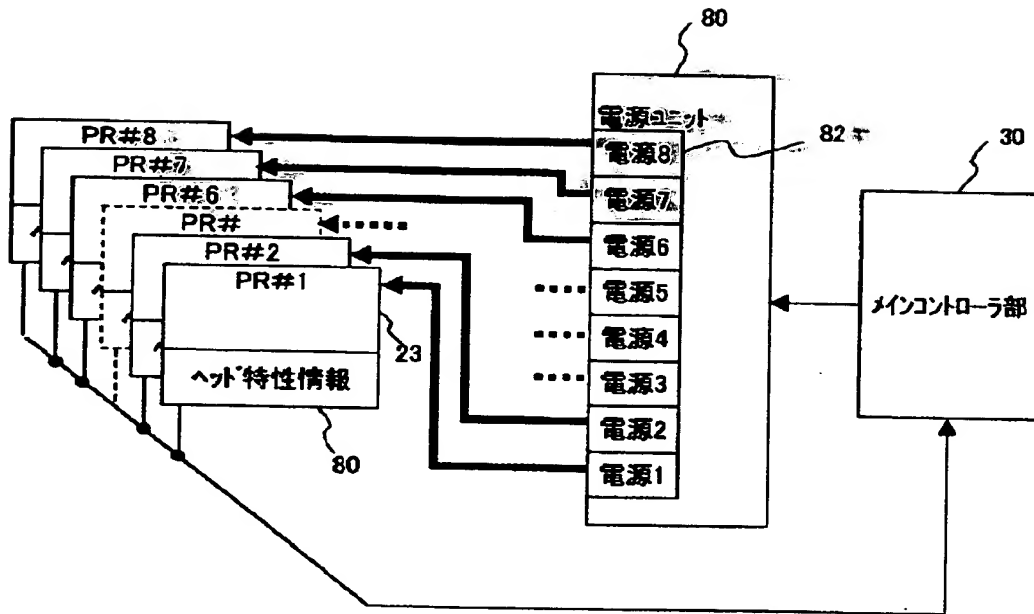 80
30
電源ユニット
82
PR#8
PR#7
PR#6
PR#
PR#2
PR#1
23
ヘッド特性情報
80
電源8
電源7
電源6
電源5
電源4
電源3
電源2
電源1
メインコントローラ部